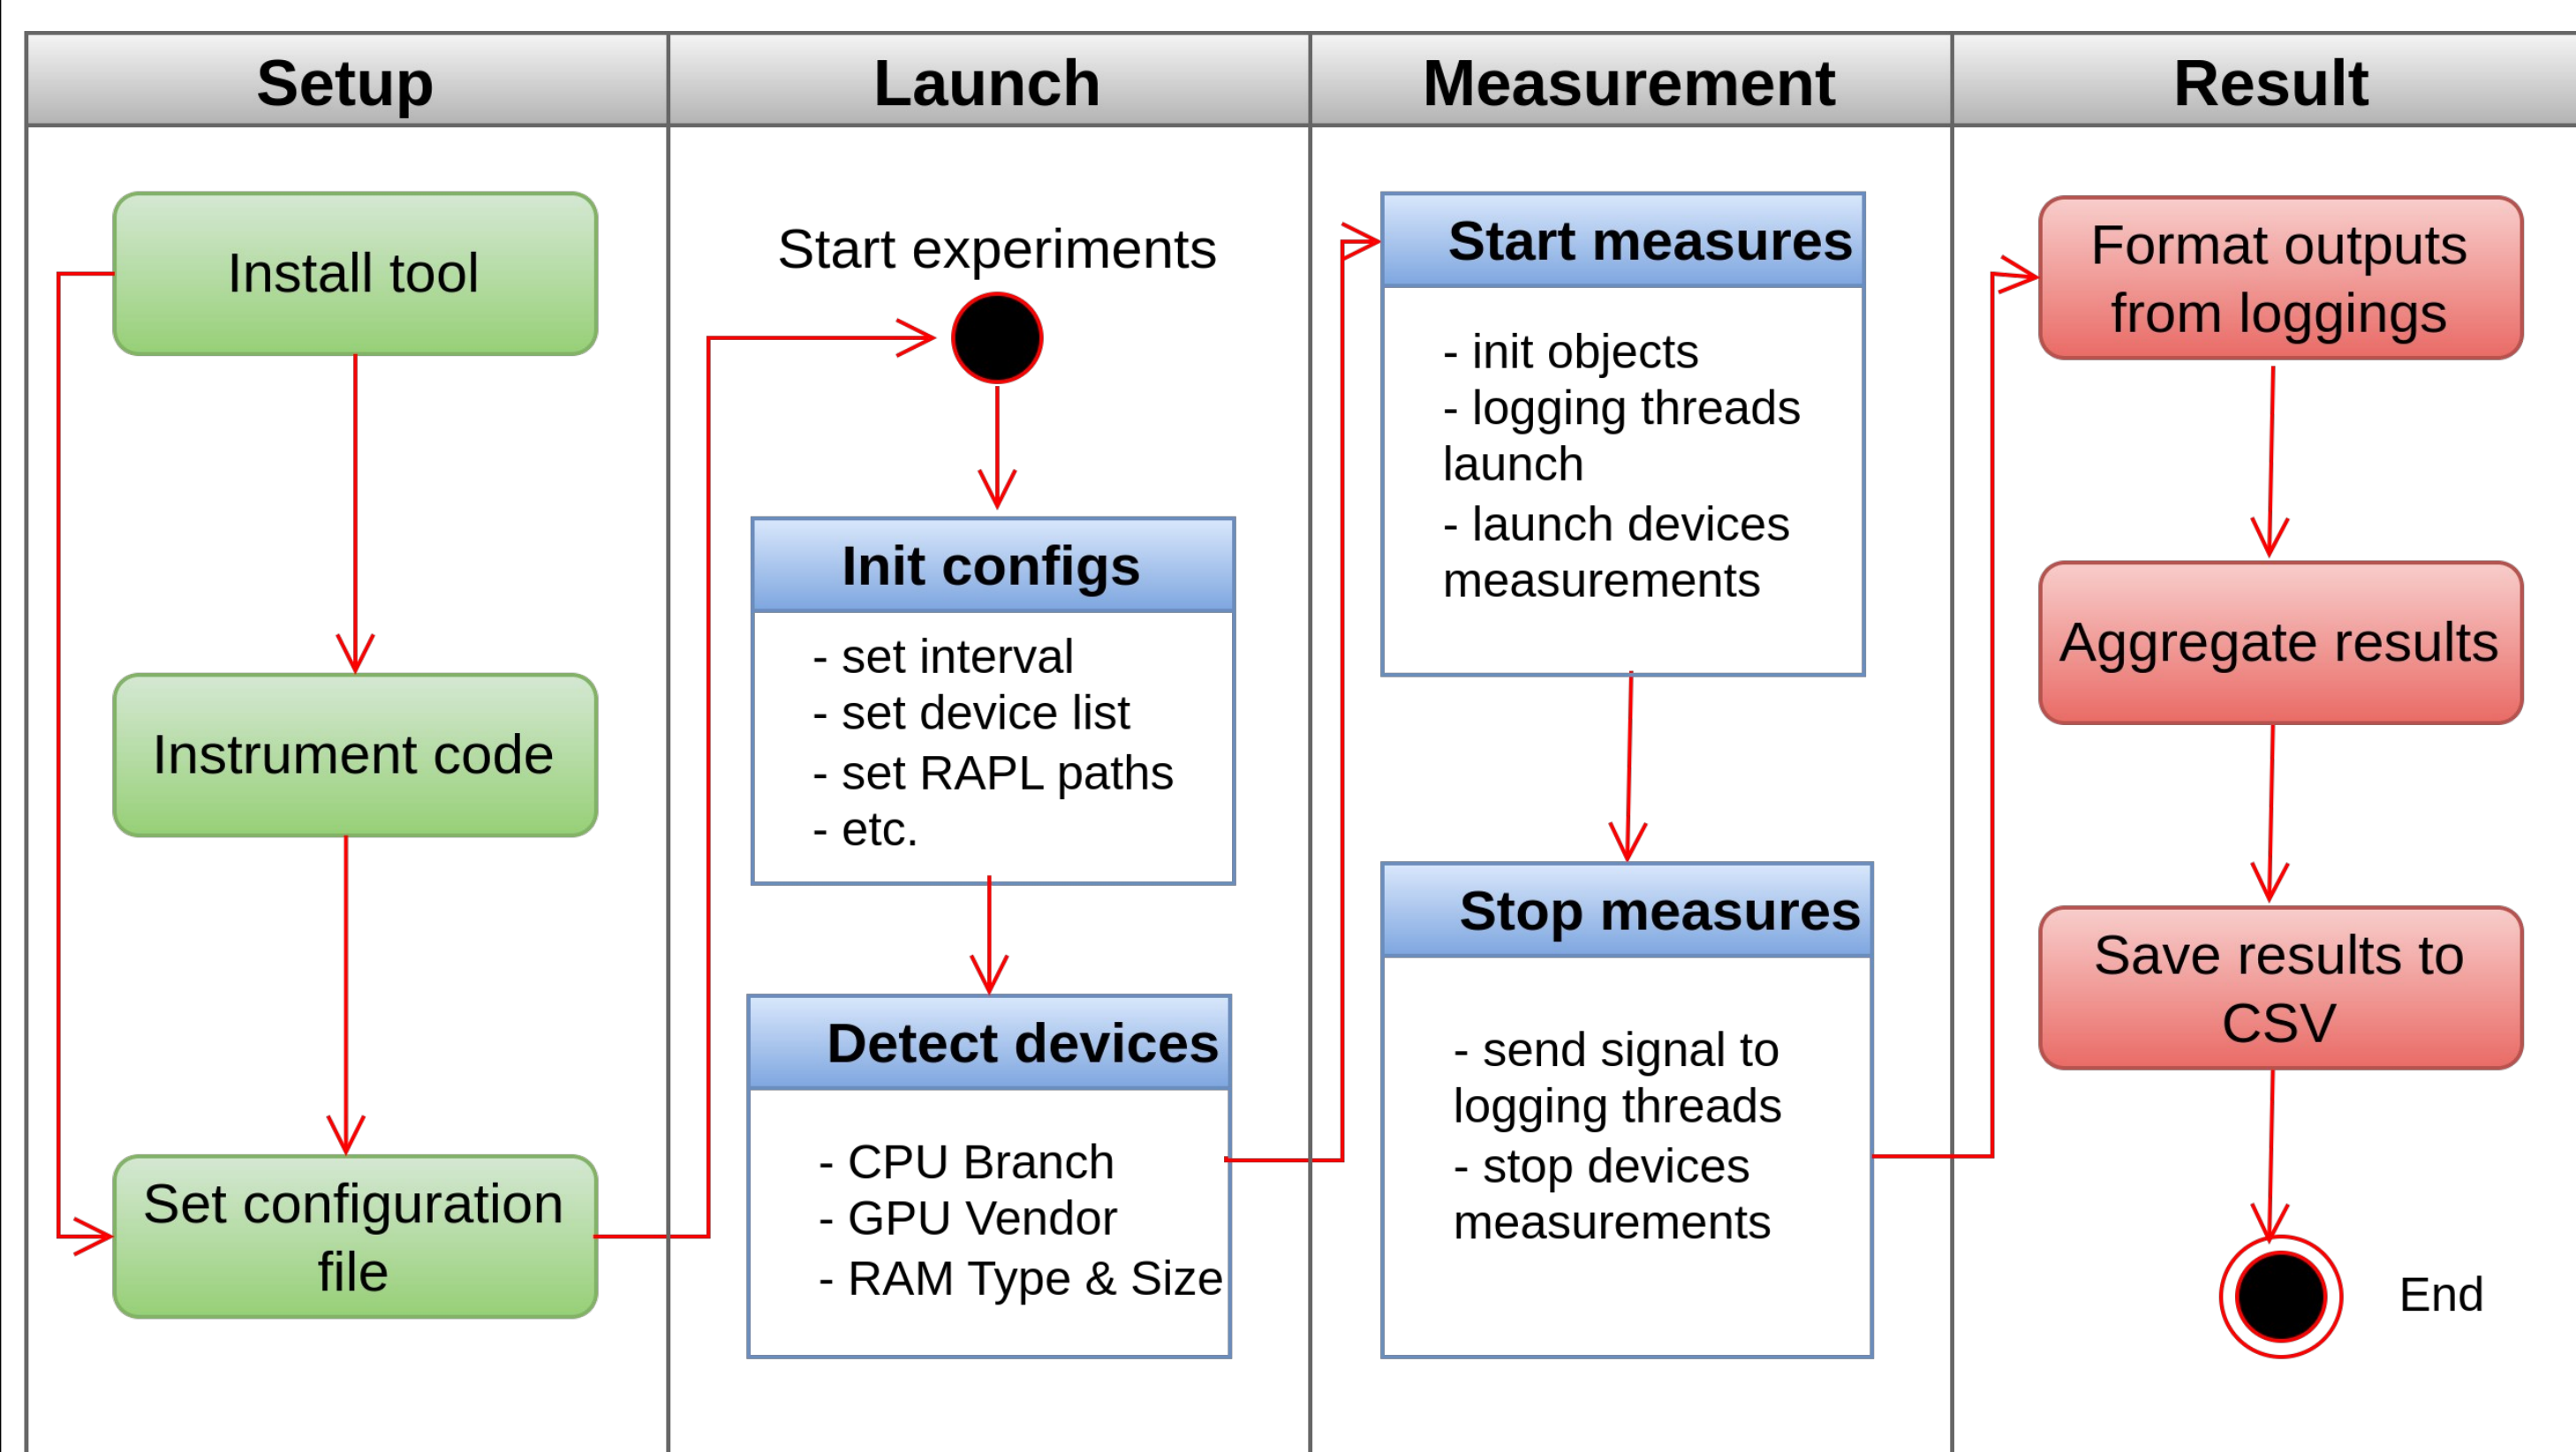 Setup
Install tool
Instrument code
Set configuration
file
Launch
Start experiments
Init configs
- set interval
- set device list
- set RAPL paths
- etc.
Detect devices
- CPU Branch
- GPU Vendor
- RAM Type & Size
Measurement
Start measures
- init objects
- logging threads
launch
- launch devices
measurements
Stop measures
- send signal to
logging threads
- stop devices
measurements
Result
Format outputs
from loggings
Aggregate results
Save results to
CSV
End